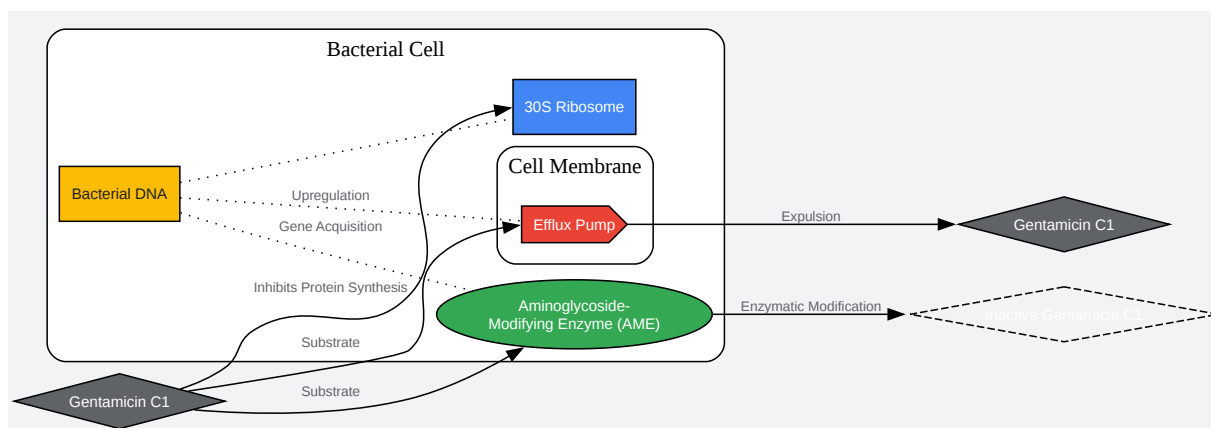 Bacterial Cell
30S Ribosome
Cell Membrane
Bacterial DNA
Upregulation
Efflux Pump
Expulsion
Gentamicin C1
Gene Acquisition
Inhibits Protein Synthesis
Aminoglycoside-
Modifying Enzyme (AME)
Enzymatic Modification
Inactive Gentamicin C1
Substrate
Substrate
Gentamicin C1